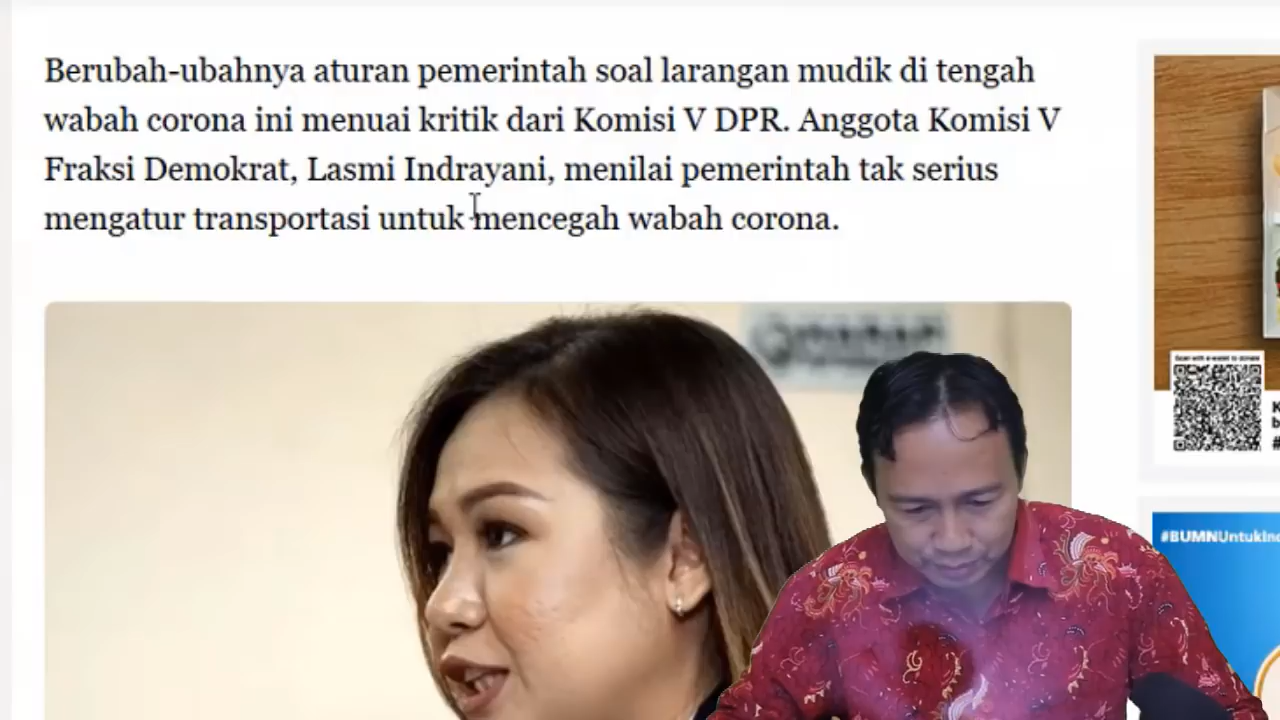 Berubah-ubahnya aturan pemerintah soal larangan mudik di tengah
wabah corona ini menuai kritik dari Komisi V DPR. Anggota Komisi V
Fraksi Demokrat, Lasmi Indrayani, menilai pemerintah tak serius
mengatur transportasi untuk mencegah wabah corona.
#BUMNUntukInd